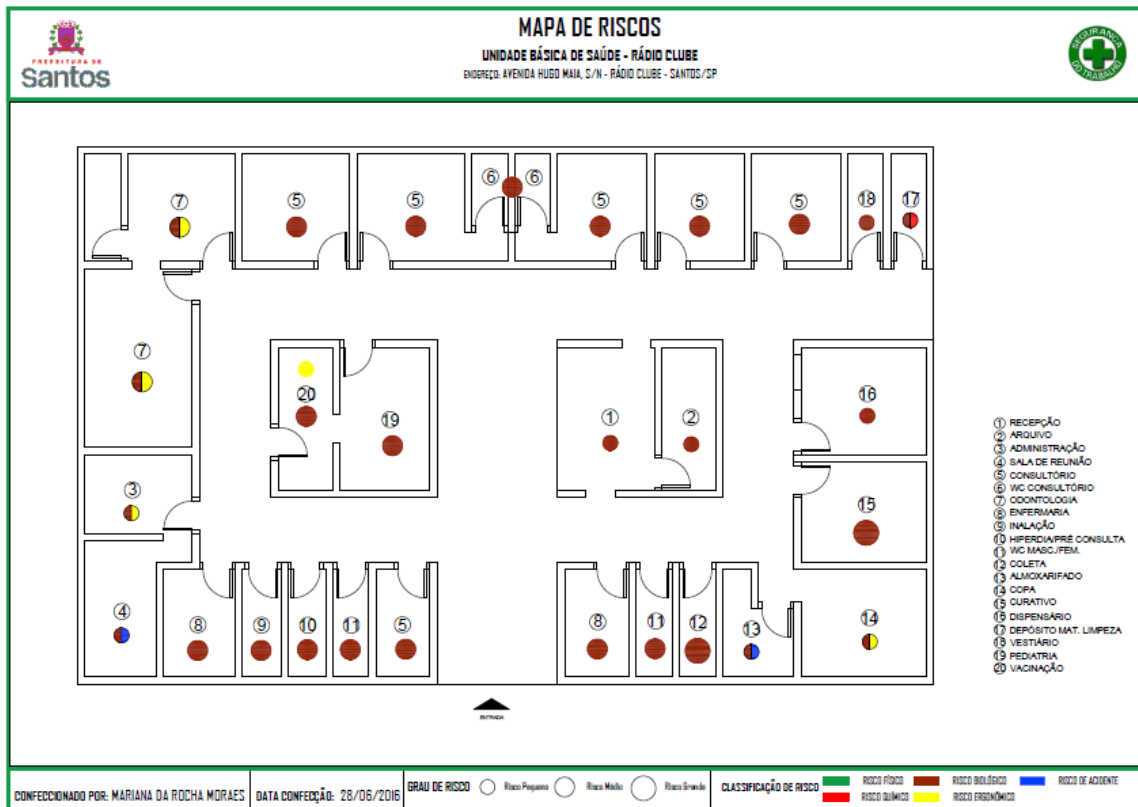 MAPA DE RISCOS
UNIDADE BÁSICA DE SAÚDE - RÁDIO CLUBE
ENDEREÇO: AVENIDA HUGO MAIA, S/N - RÁDIO CLUBE - SANTOS/SP
PREFEITURA DE
Santos
SEGURANÇA
DO TRABALHO
6 6
7 5 5 5 5 5 18 17
7
20
19
1 2
16
3
15
4 8 9 10 11 5
8 11 12 13 14
ENTRADA
1 RECEPÇÃO
2 ARQUIVO
3 ADMINISTRAÇÃO
4 SALA DE REUNIÃO
5 CONSULTÓRIO
6 WC CONSULTÓRIO
7 ODONTOLOGIA
8 ENFERMARIA
9 INALAÇÃO
10 HIPERDIA/PRÉ CONSULTA
11 WC MASC./FEM.
12 COLETA
13 ALMOXARIFADO
14 COPA
15 CURATIVO
16 DISPENSÁRIO
17 DEPÓSITO MAT. LIMPEZA
18 VESTIÁRIO
19 PEDIATRIA
20 VACINAÇÃO
CONFECCIONADO POR: MARIANA DA ROCHA MORAES
DATA CONFECÇÃO: 28/06/2016
GRAU DE RISCO Risco Pequeno Risco Médio Risco Grande
CLASSIFICAÇÃO DE RISCO
RISCO FÍSICO RISCO BIOLÓGICO RISCO DE ACIDENTE
RISCO QUÍMICO RISCO ERGONÔMICO